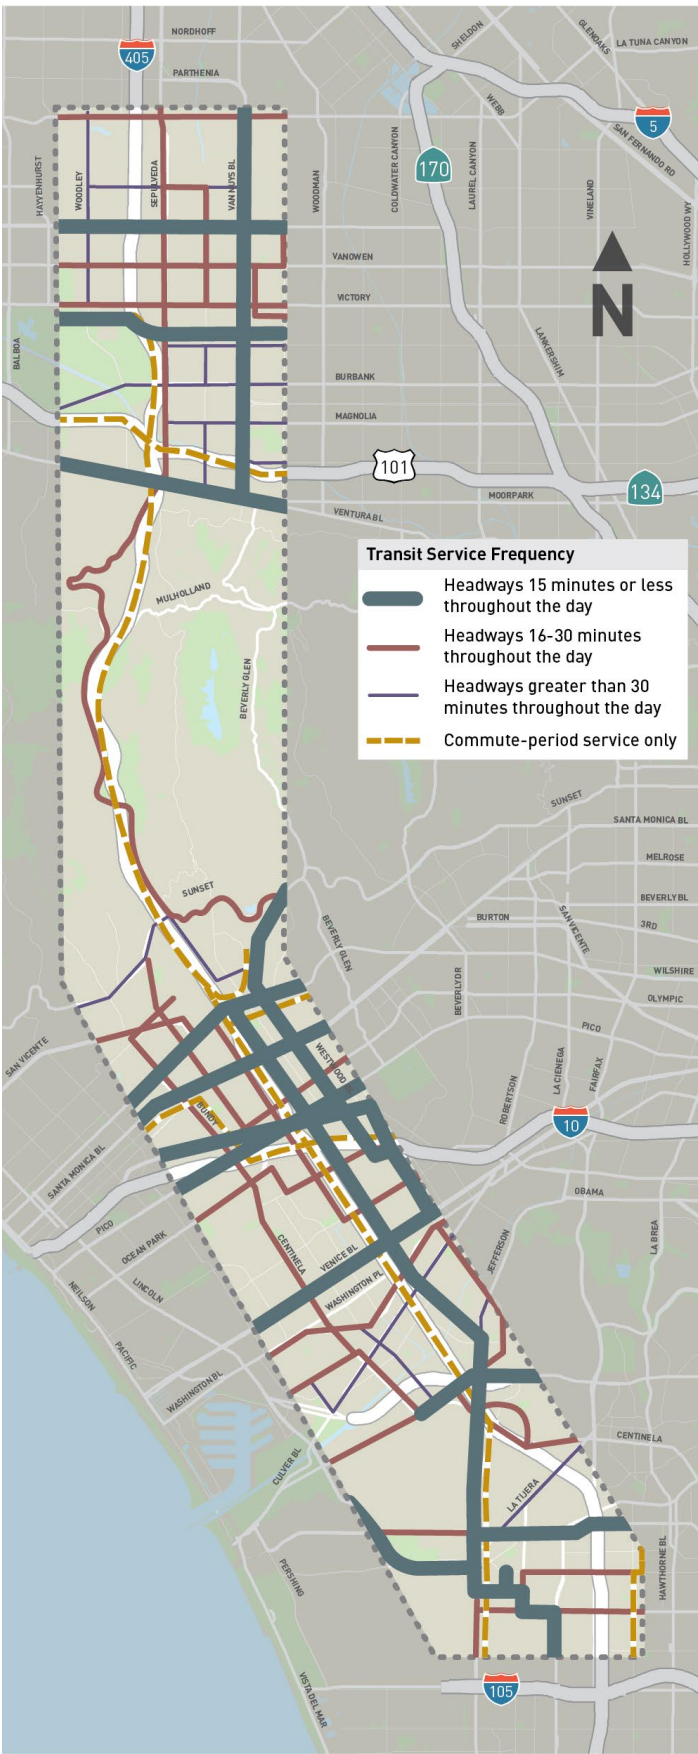 NORDHOFF
405
PARTHENIA
SHELDON
GLENOAKS
LA TUNA CANYON
WEBB
5
SAN FERNANDO RD
HAYVENHURST
WOODLEY
SEPULVEDA
VAN NUYS BL
WOODMAN
COLDWATER CANYON
170
LAUREL CANYON
VINELAND
HOLLYWOOD WY
VANOWEN
VICTORY
N
LANKERSHIM
BALBOA
BURBANK
MAGNOLIA
101
134
MOORPARK
VENTURA BL
Transit Service Frequency
Headways 15 minutes or less
throughout the day
Headways 16-30 minutes
throughout the day
Headways greater than 30
minutes throughout the day
Commute-period service only
MULHOLLAND
BEVERLY GLEN
SUNSET
SANTA MONICA BL
MELROSE
BEVERLY BL
3RD
SUNSET
BURTON
SAN VICENTE
BEVERLY GLEN
BEVERLY DR
WILSHIRE
OLYMPIC
PICO
SAN VICENTE
WESTWOOD
ROBERTSON
LA CIENEGA
FAIRFAX
BUNDY
10
SANTA MONICA BL
OBAMA
PICO
OCEAN PARK
LA BREA
CENTINELA
VENICE BL
JEFFERSON
WASHINGTON PL
NEILSON
LINCOLN
PACIFIC
WASHINGTON BL
CENTINELA
CULVER BL
LA TIJERA
HAWTHORNE BL
PERSHING
105
VISTA DEL MAR